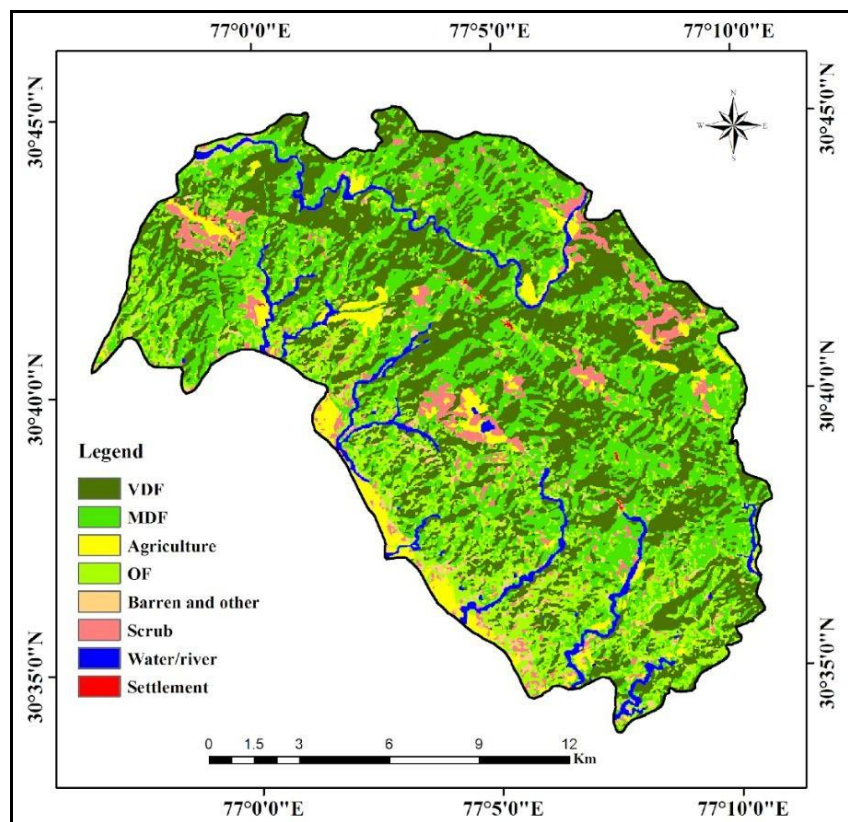 77°0'0"E 77°5'0"E 77°10'0"E
N
W E
S
30°45'0"N 30°45'0"N
30°40'0"N 30°40'0"N
30°35'0"N 30°35'0"N
Legend
VDF
MDF
Agriculture
OF
Barren and other
Scrub
Water/river
Settlement
0 1.5 3 6 9 12
Km
77°0'0"E 77°5'0"E 77°10'0"E